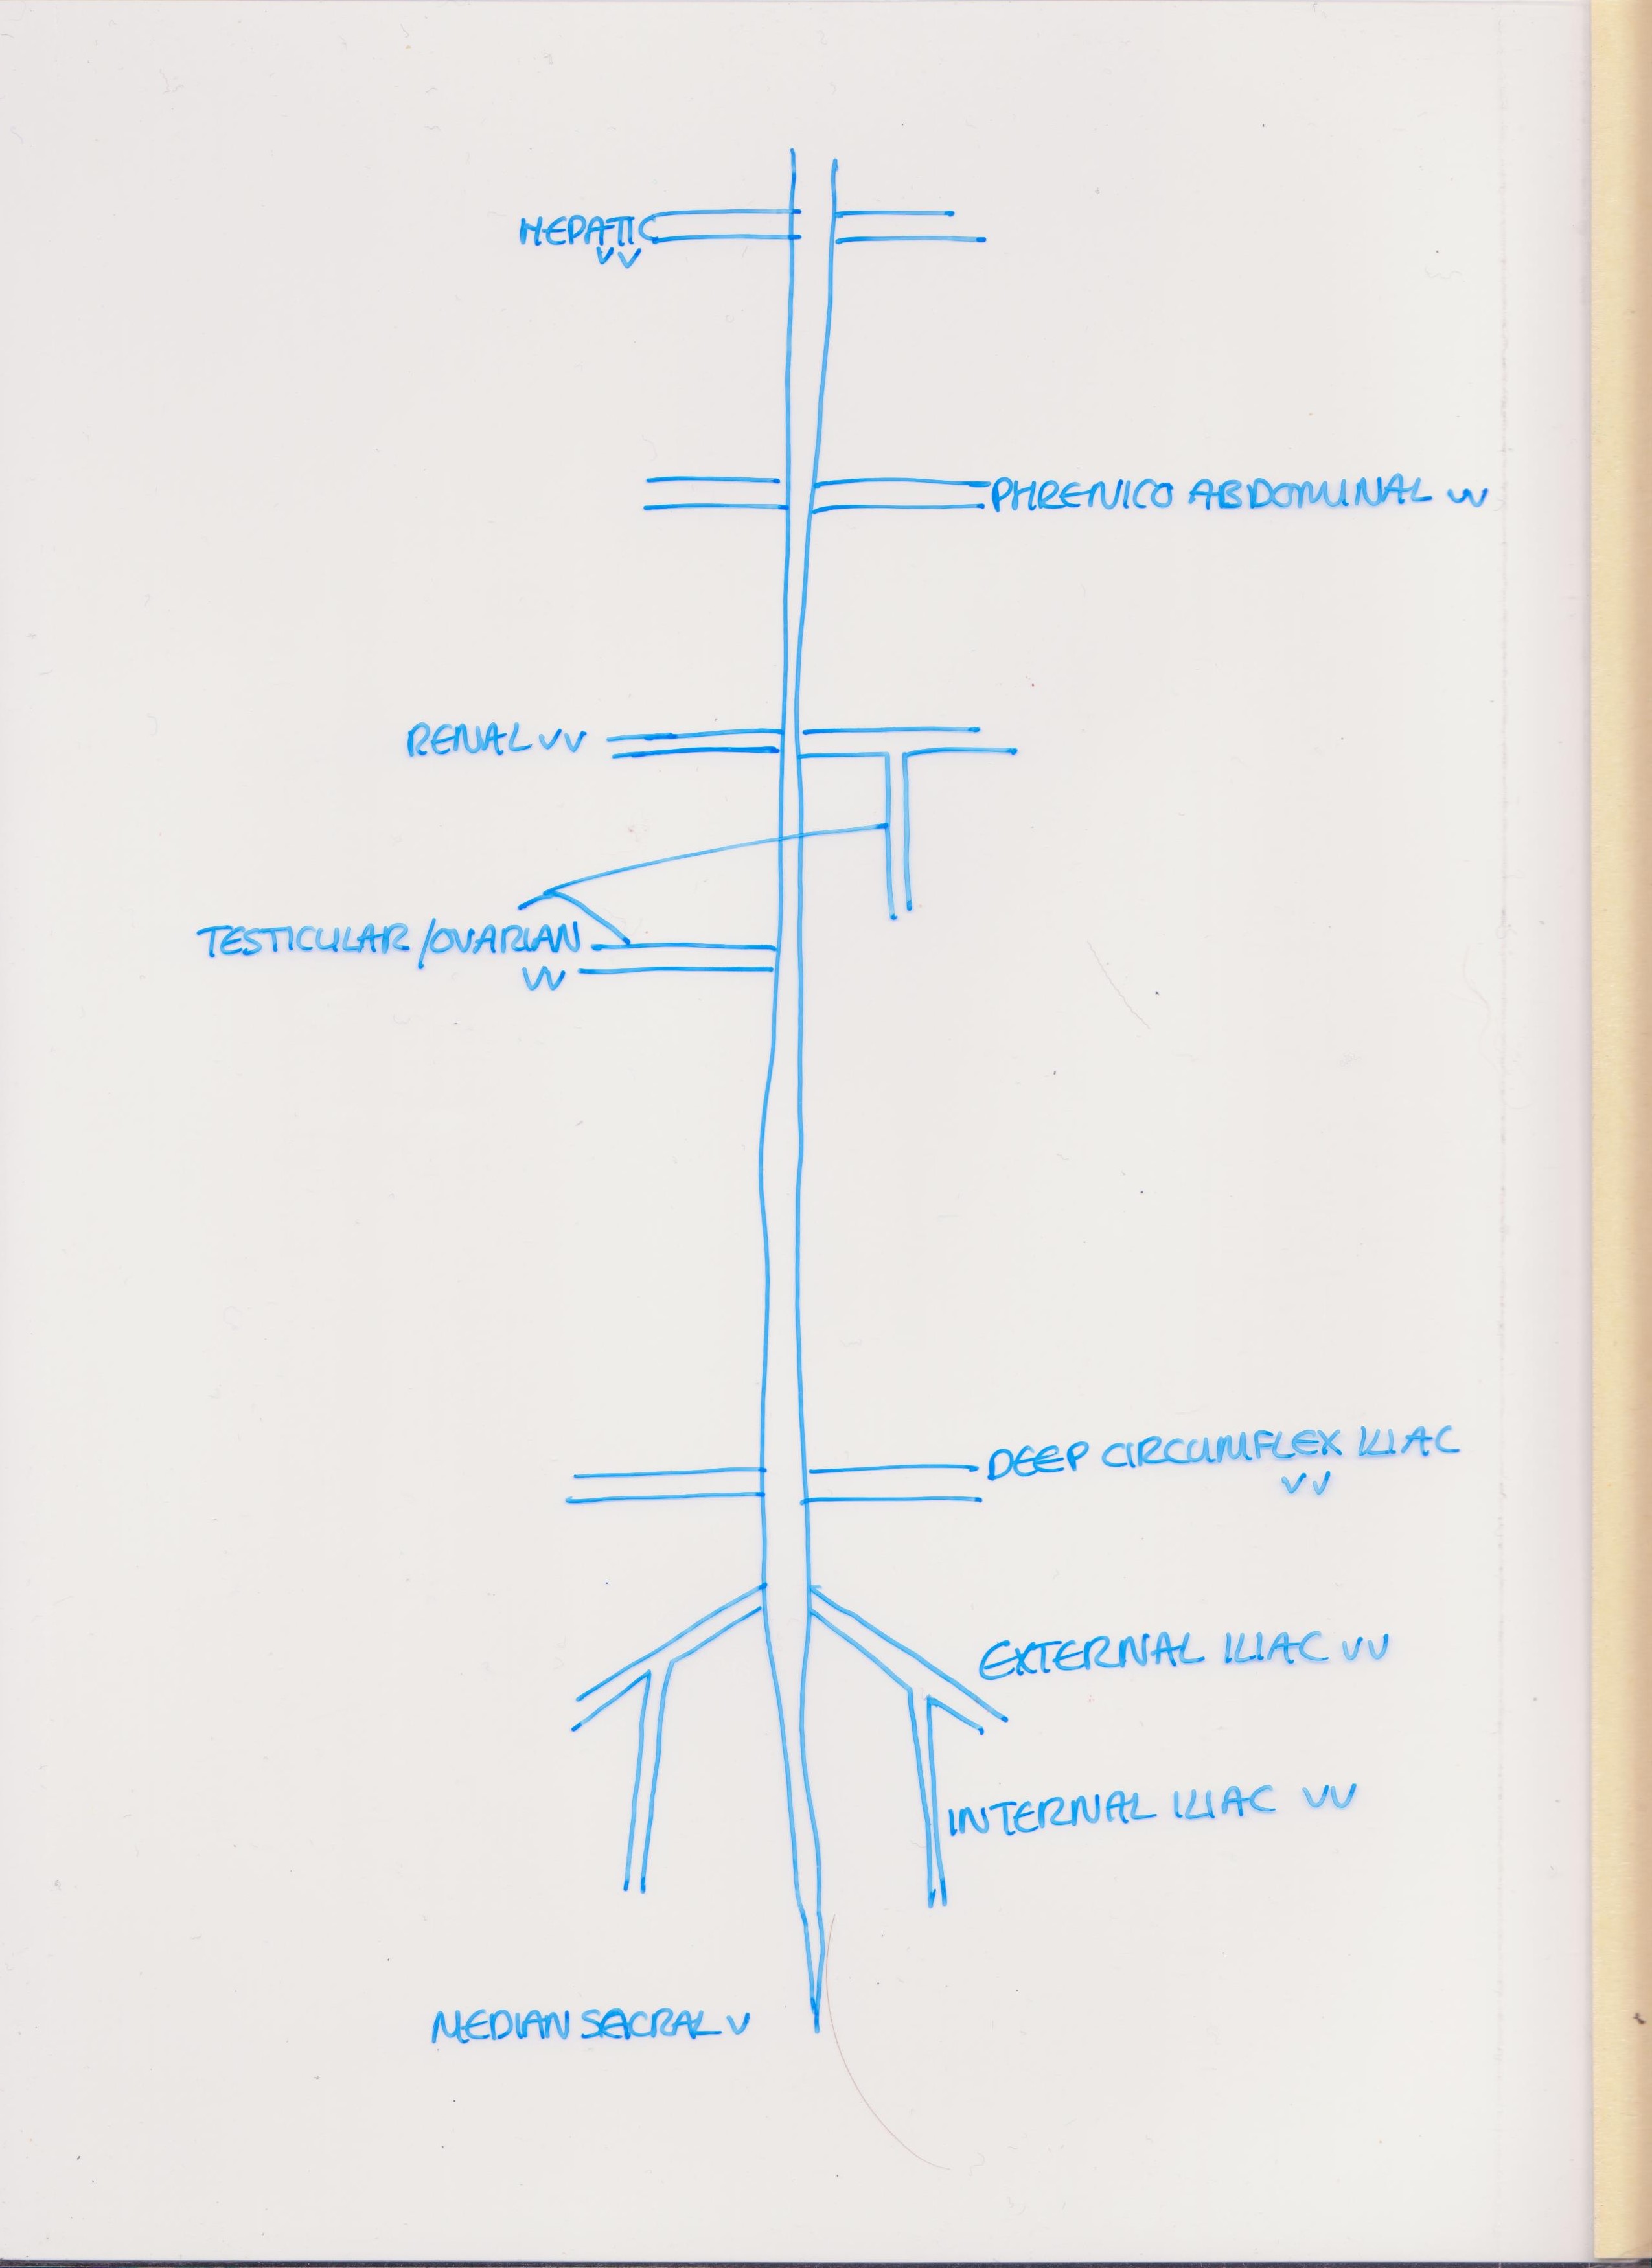 HEPATIC
VV
PHRENICO ABDOMINAL VV
RENAL VV
TESTICULAR/OVARIAN
VV
DEEP CIRCUMFLEX ILIAC
VV
EXTERNAL ILIAC VV
INTERNAL ILIAC VV
MEDIAN SACRAL V